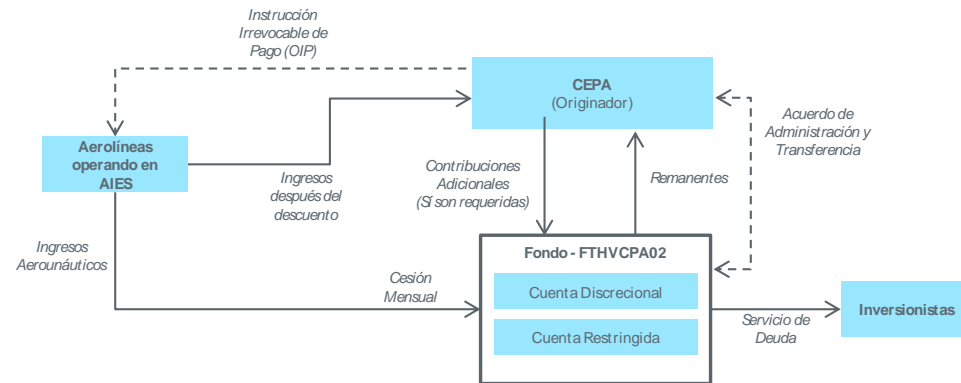 Instrucción
Irrevocable de
Pago (OIP)
CEPA
(Originador)
Acuerdo de
Administración y
Transferencia
Aerolíneas
operando en
AIES
Ingresos
después del
descuento
Contribuciones
Adicionales
(Sí son requeridas)
Remanentes
Ingresos
Aerounáuticos
Cesión
Mensual
Fondo - FTHVCPA02
Cuenta Discrecional
Cuenta Restringida
Servicio de
Deuda
Inversionistas